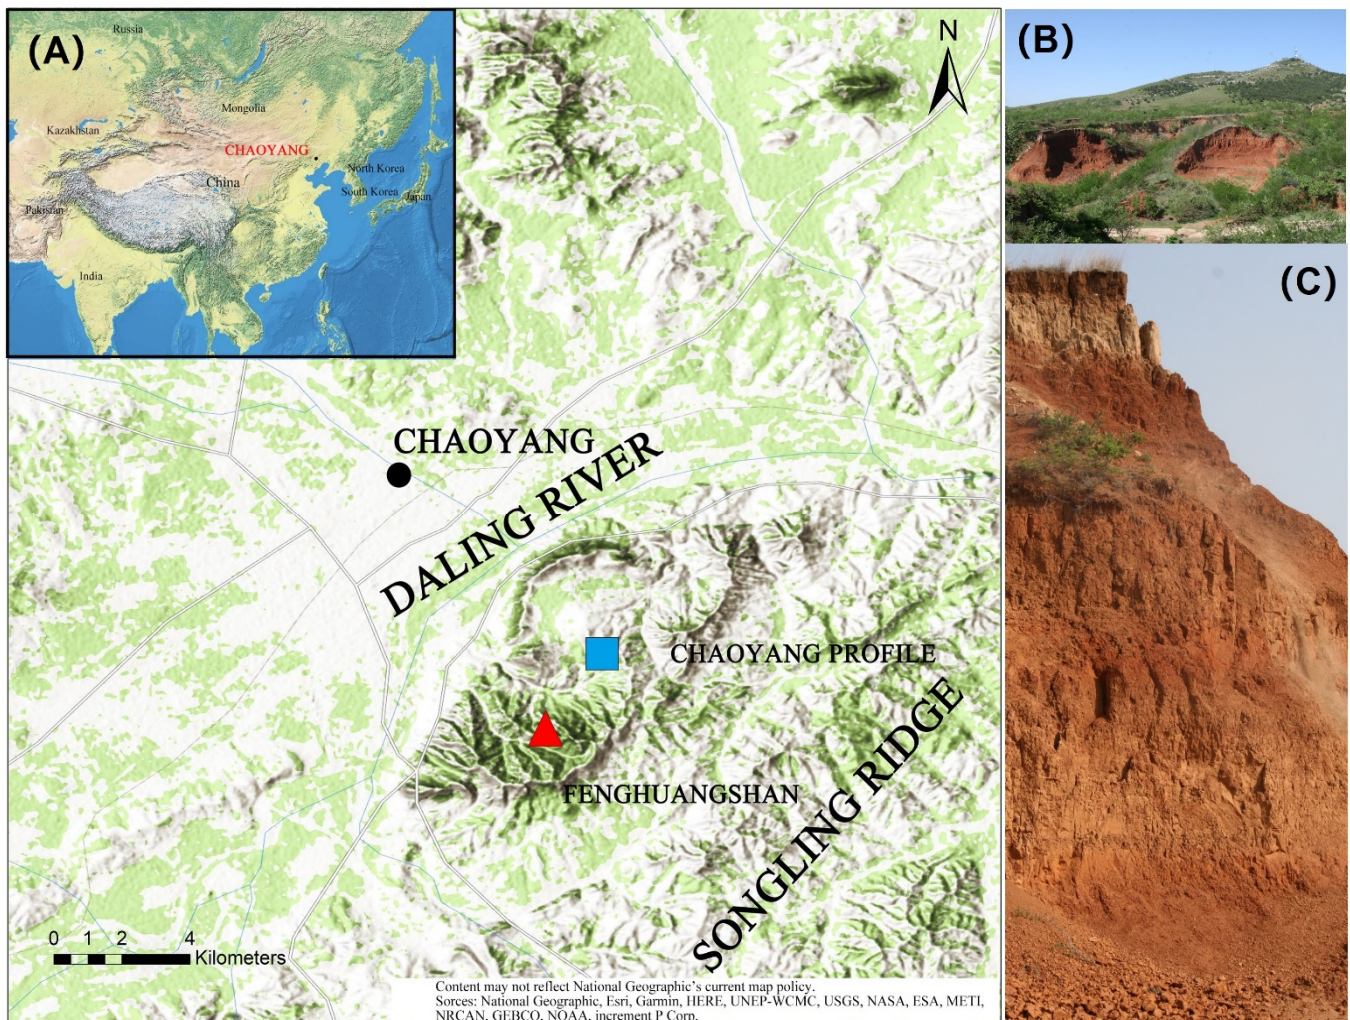 (A)
Russia
Mongolia
Kazakhstan
CHAOYANG
North Korea
China
South Korea
Japan
Pakistan
India
N
(B)
(C)
CHAOYANG
DALING RIVER
CHAOYANG PROFILE
FENGHUANGSHAN
SONGLING RIDGE
0 1 2 4
Kilometers
Content may not reflect National Geographic's current map policy.
Sorces: National Geographic, Esri, Garmin, HERE, UNEP-WCMC, USGS, NASA, ESA, METI,
NRCAN, GEBCO, NOAA, increment P Corp.